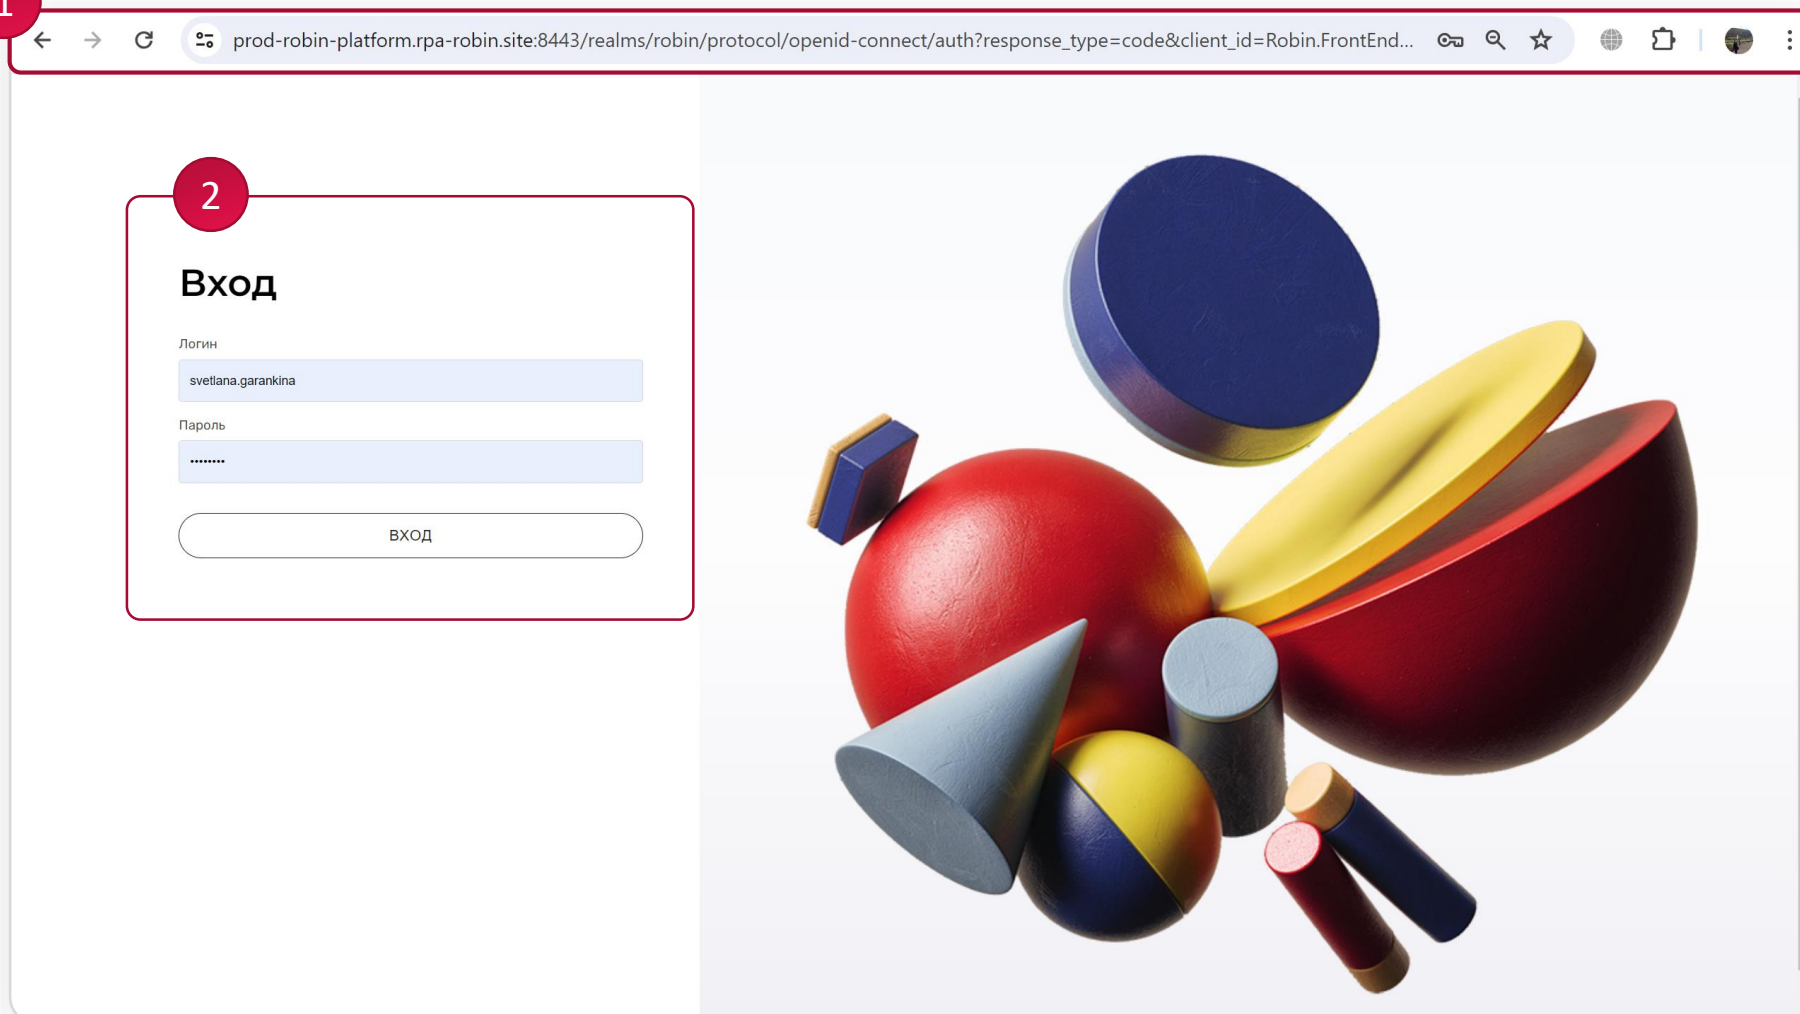 1
prod-robin-platform.rpa-robin.site:8443/realms/robin/protocol/openid-connect/auth?response_type=code&client_id=Robin.FrontEnd...
2
Вход
Логин
svetlana.garankina
Пароль
••••••••
ВХОД